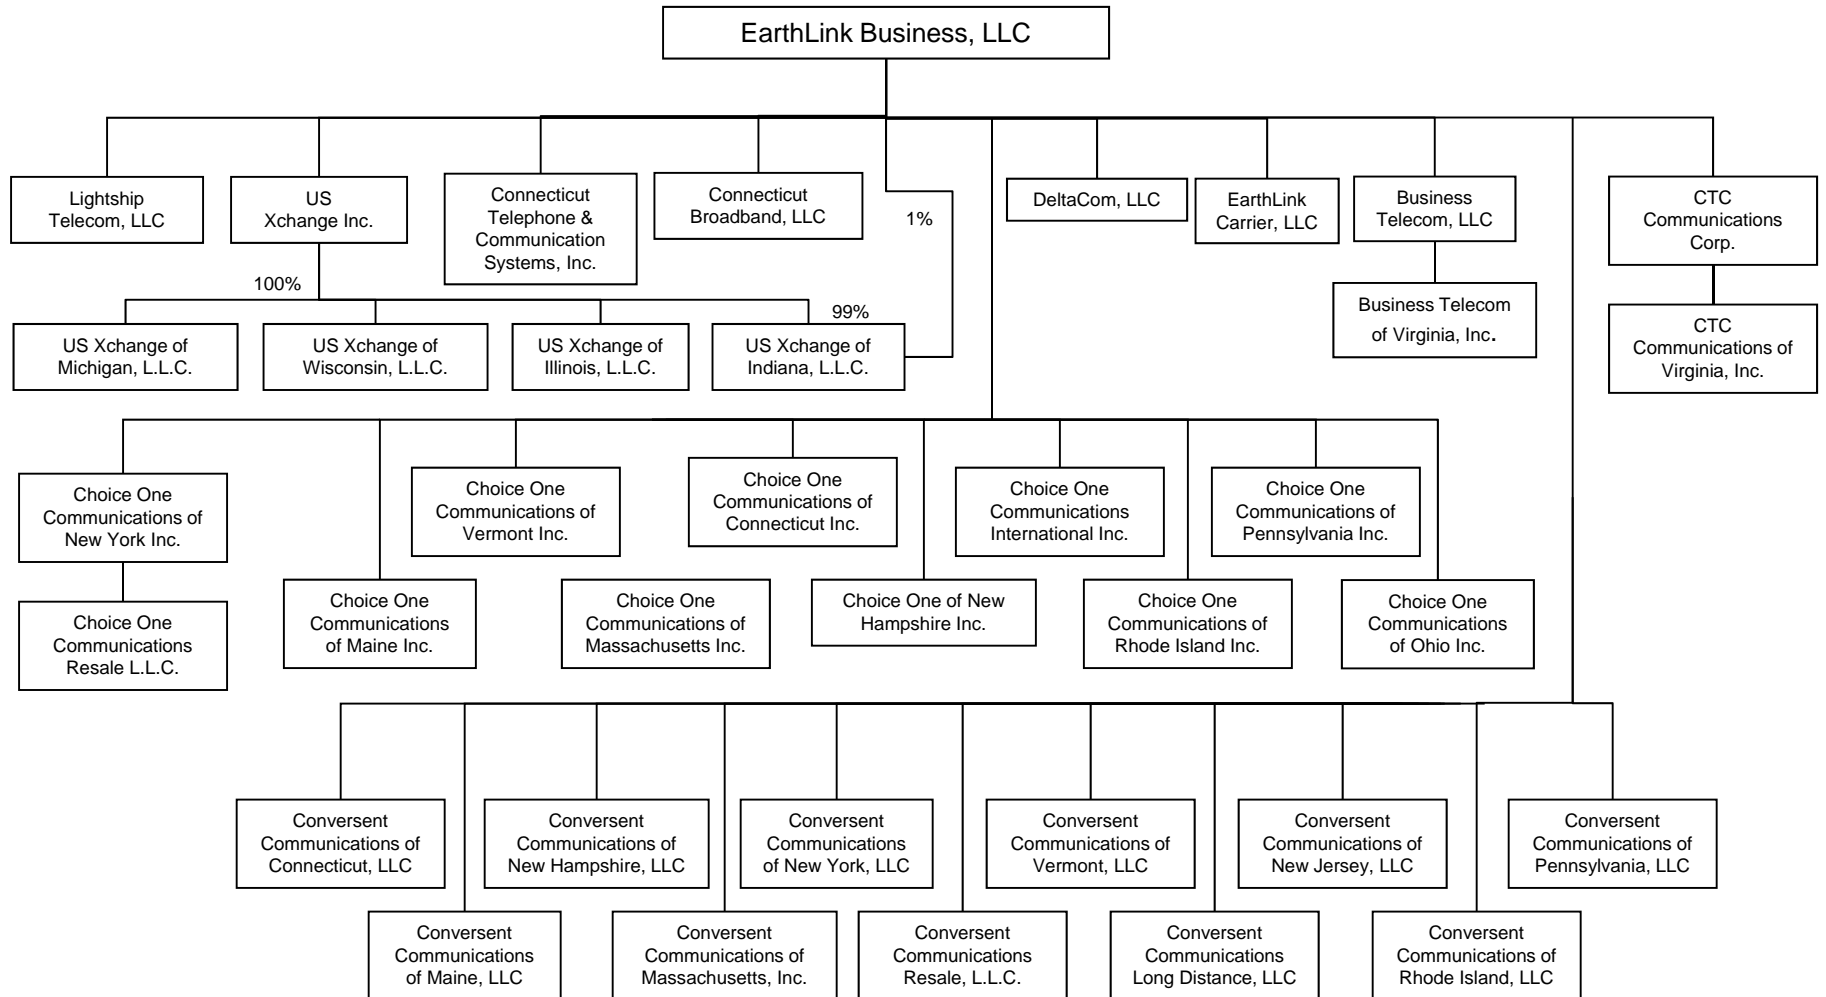 EarthLink Business, LLC
Lightship
Telecom, LLC
US
Xchange Inc.
Connecticut
Telephone &
Communication
Systems, Inc.
Connecticut
Broadband, LLC
1%
DeltaCom, LLC
EarthLink
Carrier, LLC
Business
Telecom, LLC
CTC
Communications
Corp.
100%
99%
Business Telecom
of Virginia, Inc.
CTC
Communications of
Virginia, Inc.
US Xchange of
Michigan, L.L.C.
US Xchange of
Wisconsin, L.L.C.
US Xchange of
Illinois, L.L.C.
US Xchange of
Indiana, L.L.C.
Choice One
Communications of
New York Inc.
Choice One
Communications of
Vermont Inc.
Choice One
Communications of
Connecticut Inc.
Choice One
Communications
International Inc.
Choice One
Communications of
Pennsylvania Inc.
Choice One
Communications
Resale L.L.C.
Choice One
Communications
of Maine Inc.
Choice One
Communications of
Massachusetts Inc.
Choice One of New
Hampshire Inc.
Choice One
Communications of
Rhode Island Inc.
Choice One
Communications
of Ohio Inc.
Conversent
Communications of
Connecticut, LLC
Conversent
Communications of
New Hampshire, LLC
Conversent
Communications
of New York, LLC
Conversent
Communications of
Vermont, LLC
Conversent
Communications of
New Jersey, LLC
Conversent
Communications of
Pennsylvania, LLC
Conversent
Communications
of Maine, LLC
Conversent
Communications of
Massachusetts, Inc.
Conversent
Communications
Resale, L.L.C.
Conversent
Communications
Long Distance, LLC
Conversent
Communications of
Rhode Island, LLC